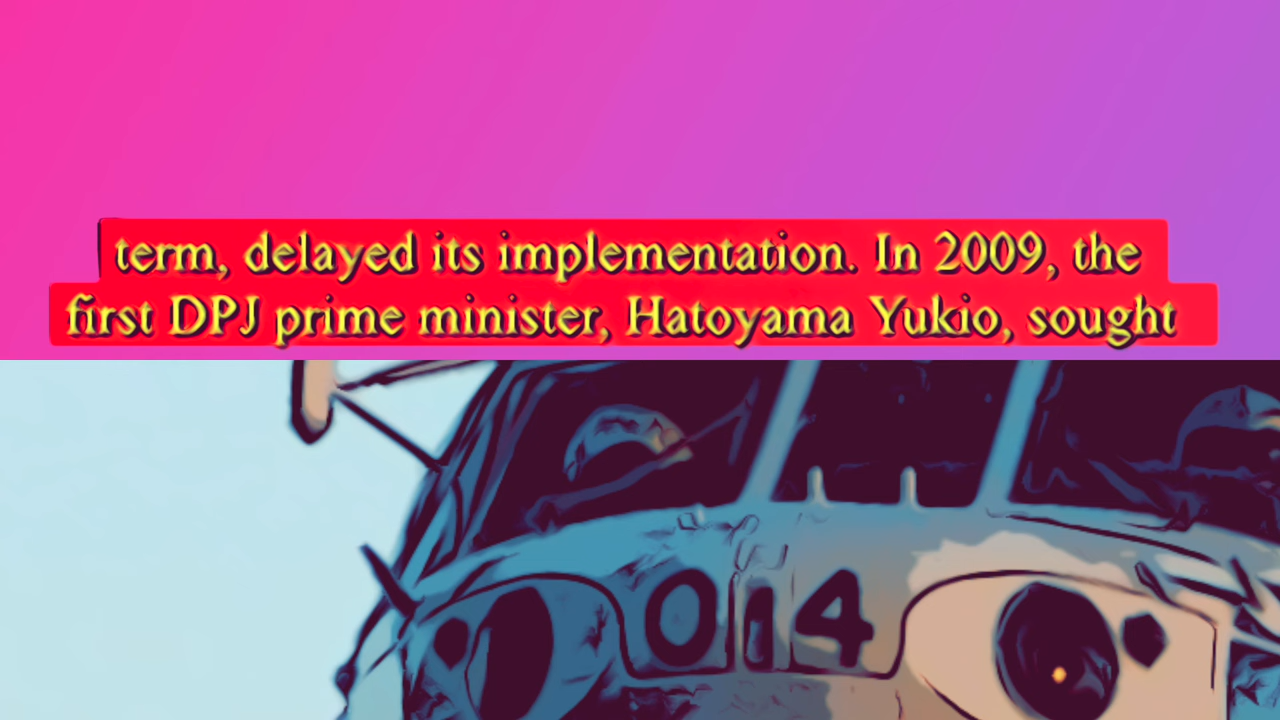 term, delayed its implementation. In 2009, the
first DPJ prime minister, Hatoyama Yukio, sought
014